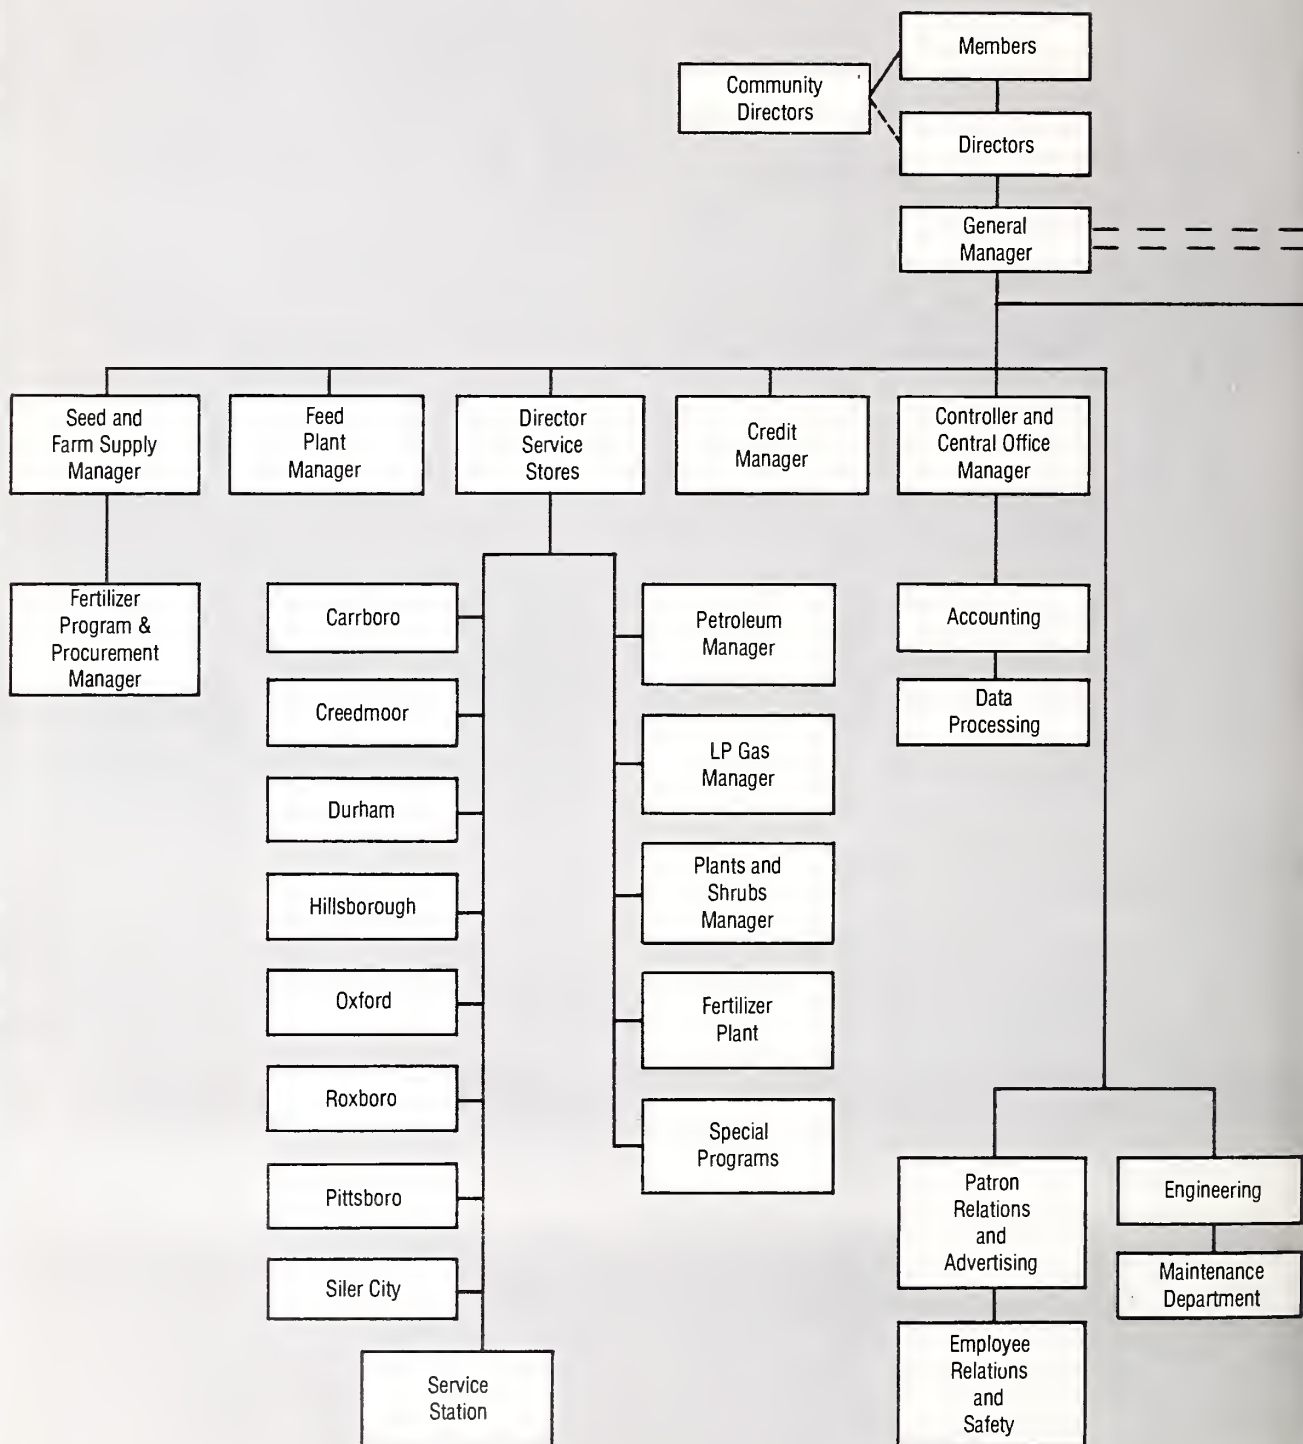 Members
Community
Directors
Directors
General
Manager
Seed and
Farm Supply
Manager
Feed
Plant
Manager
Director
Service
Stores
Credit
Manager
Controller and
Central Office
Manager
Fertilizer
Program &
Procurement
Manager
Carrboro
Creedmoor
Durham
Hillsborough
Oxford
Roxboro
Pittsboro
Siler City
Service
Station
Petroleum
Manager
LP Gas
Manager
Plants and
Shrubs
Manager
Fertilizer
Plant
Special
Programs
Accounting
Data
Processing
Patron
Relations
and
Advertising
Employee
Relations
and
Safety
Engineering
Maintenance
Department